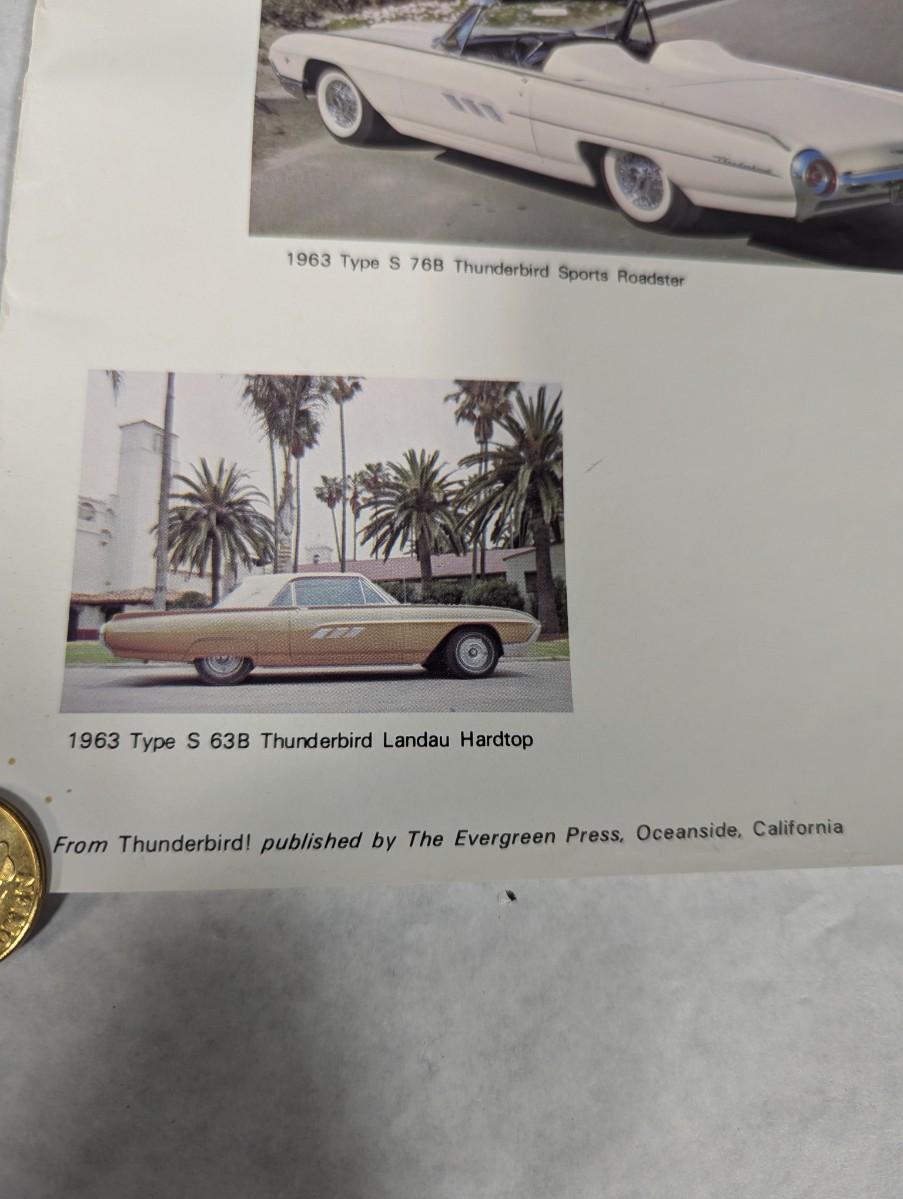 Thunderbird
1963 Type S 76B Thunderbird Sports Roadster
1963 Type S 63B Thunderbird Landau Hardtop
From Thunderbird! published by The Evergreen Press, Oceanside, California